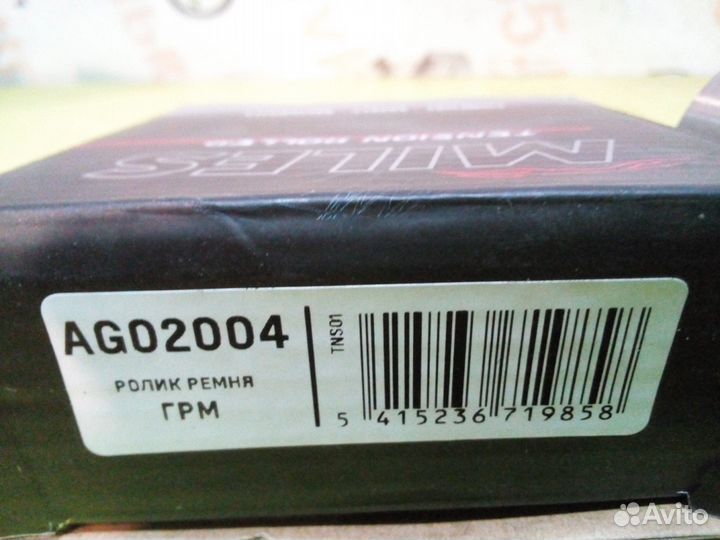 MILES
TENSION ROLLER
AG02004
РОЛИК РЕМНЯ
ГРМ
TNS01
5 415236 719858
Avito